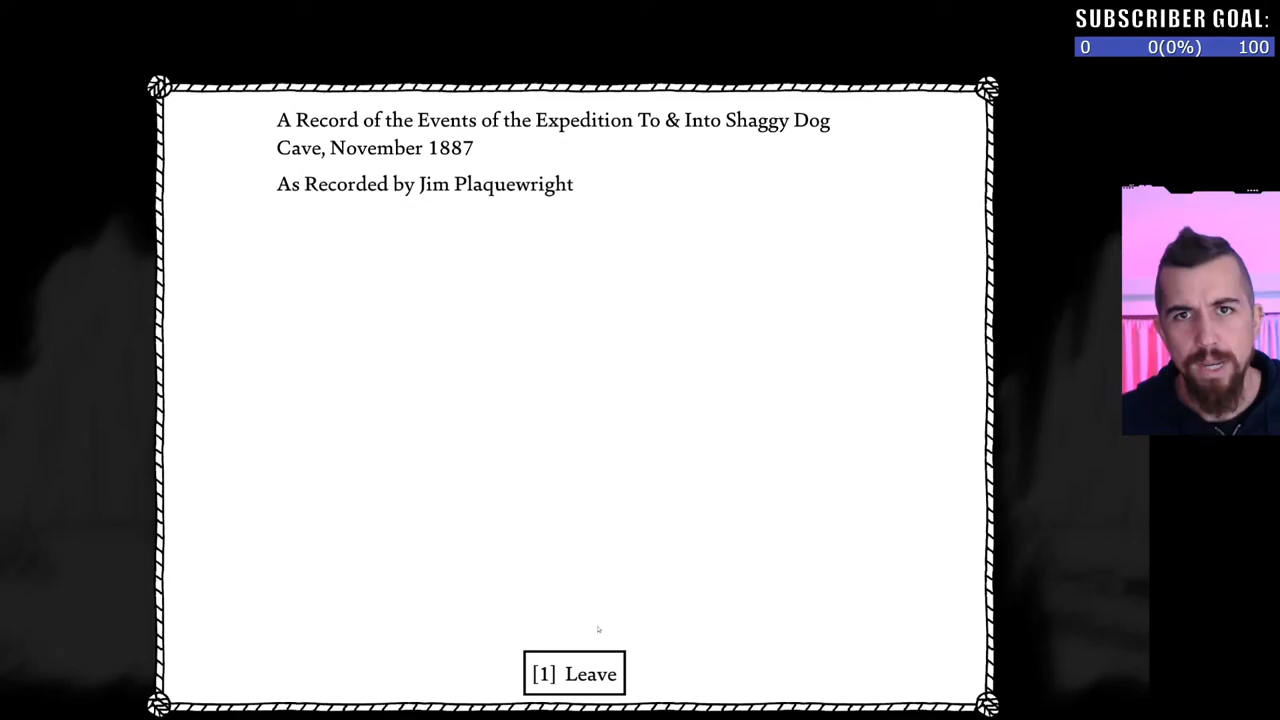 SUBSCRIBER GOAL:
0 0(0%) 100
A Record of the Events of the Expedition To & Into Shaggy Dog
Cave, November 1887
As Recorded by Jim Plaquewright
[1] Leave